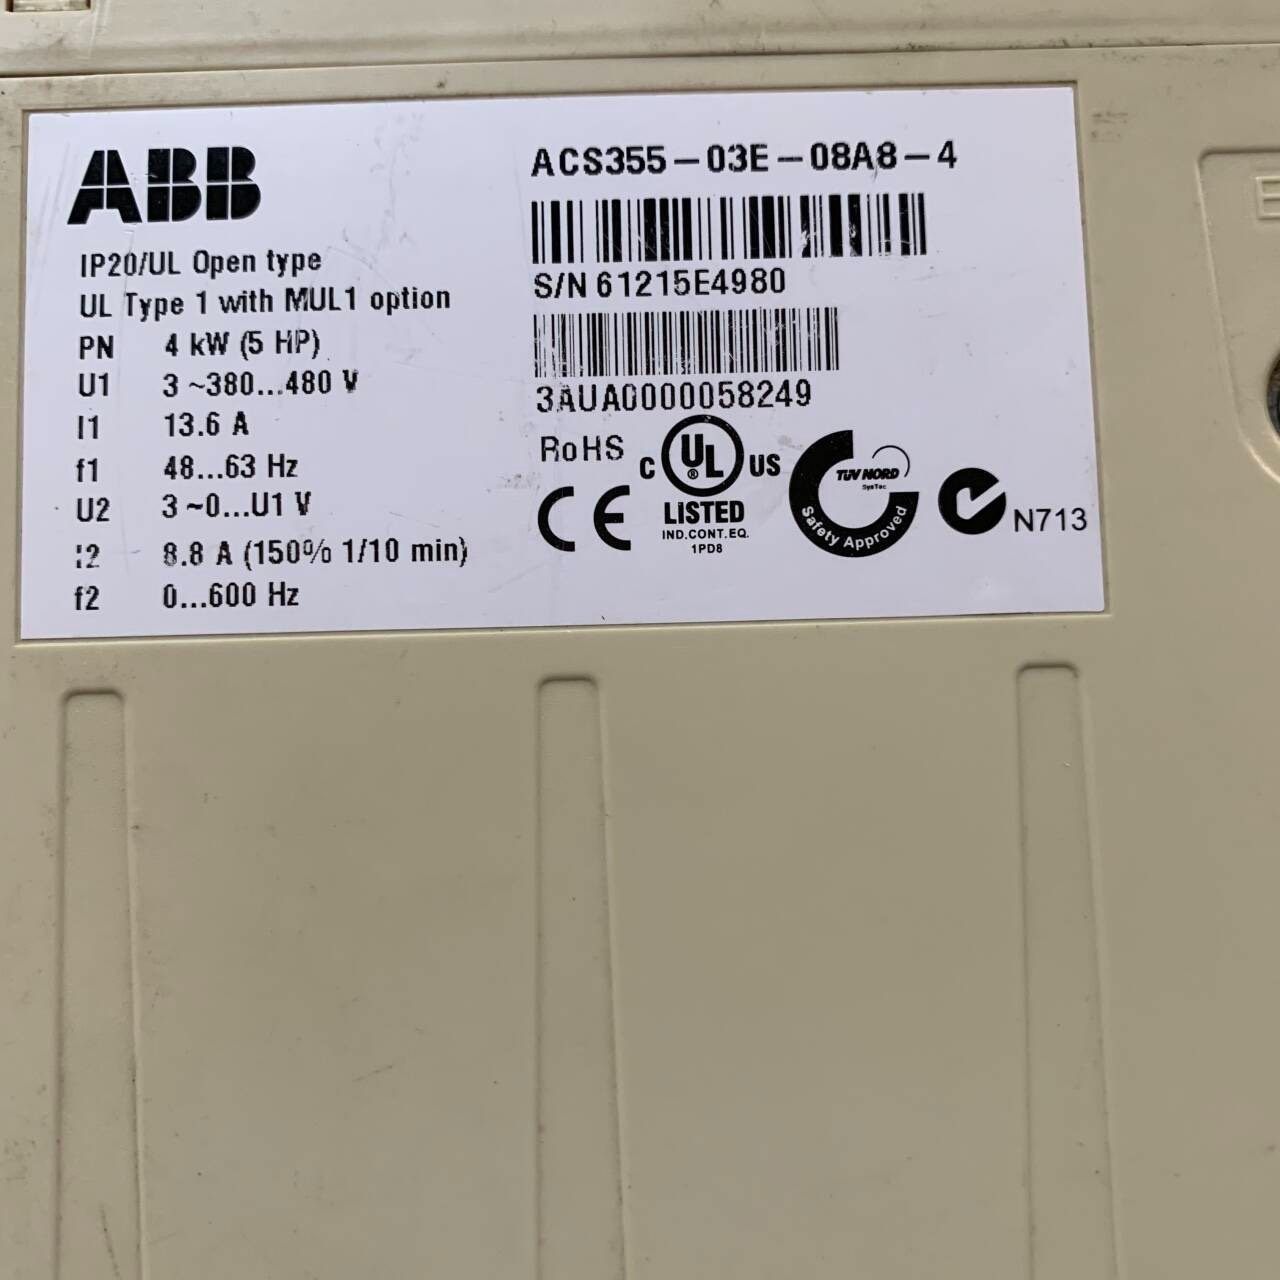 ABB
IP20/UL Open type
UL Type 1 with MUL1 option
PN 4 kW (5 HP)
U1 3 ~380...480 V
I1 13.6 A
f1 48...63 Hz
U2 3 ~0...U1 V
I2 8.8 A (150% 1/10 min)
f2 0...600 Hz
ACS355-03E-08A8-4
S/N 61215E4980
3AUA0000058249
RoHS
C UL ® US
LISTED
IND.CONT.EQ.
1PD8
CE
TÜV NORD
SysTec
Safety Approved
N713